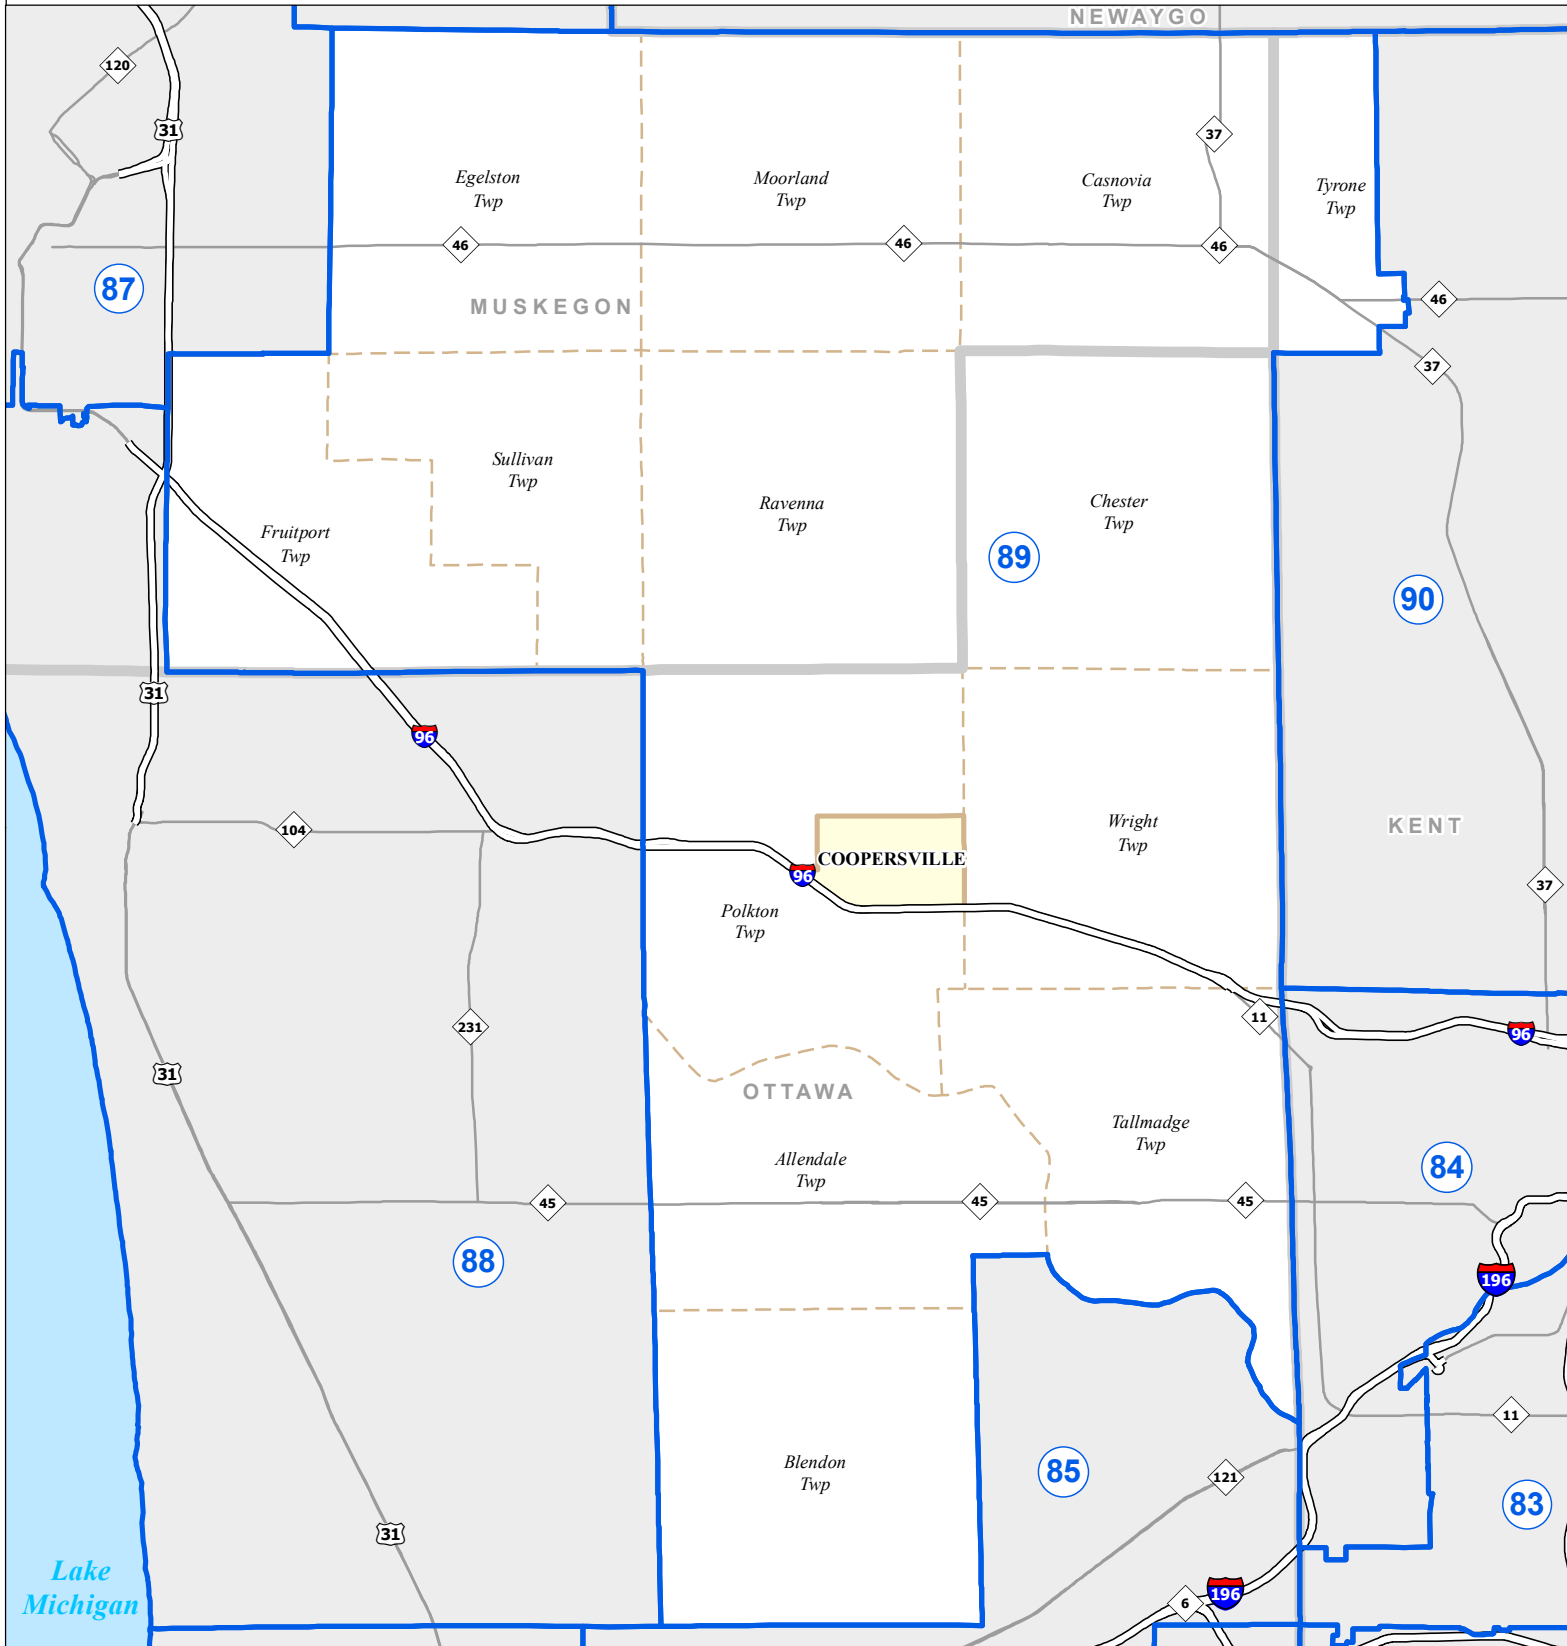 NEWAYGO
120
31
37
Egelston
Twp
Moorland
Twp
Casnovia
Twp
Tyrone
Twp
46
46
46
46
87
MUSKEGON
37
Sullivan
Twp
Ravenna
Twp
Chester
Twp
Fruitport
Twp
89
90
31
96
104
Wright
Twp
KENT
COOPERSVILLE
96
37
Polkton
Twp
231
11
96
31
OTTAWA
Tallmadge
Twp
Allendale
Twp
84
45
45
45
88
196
11
Blendon
Twp
85
121
83
31
Lake
Michigan
196
6